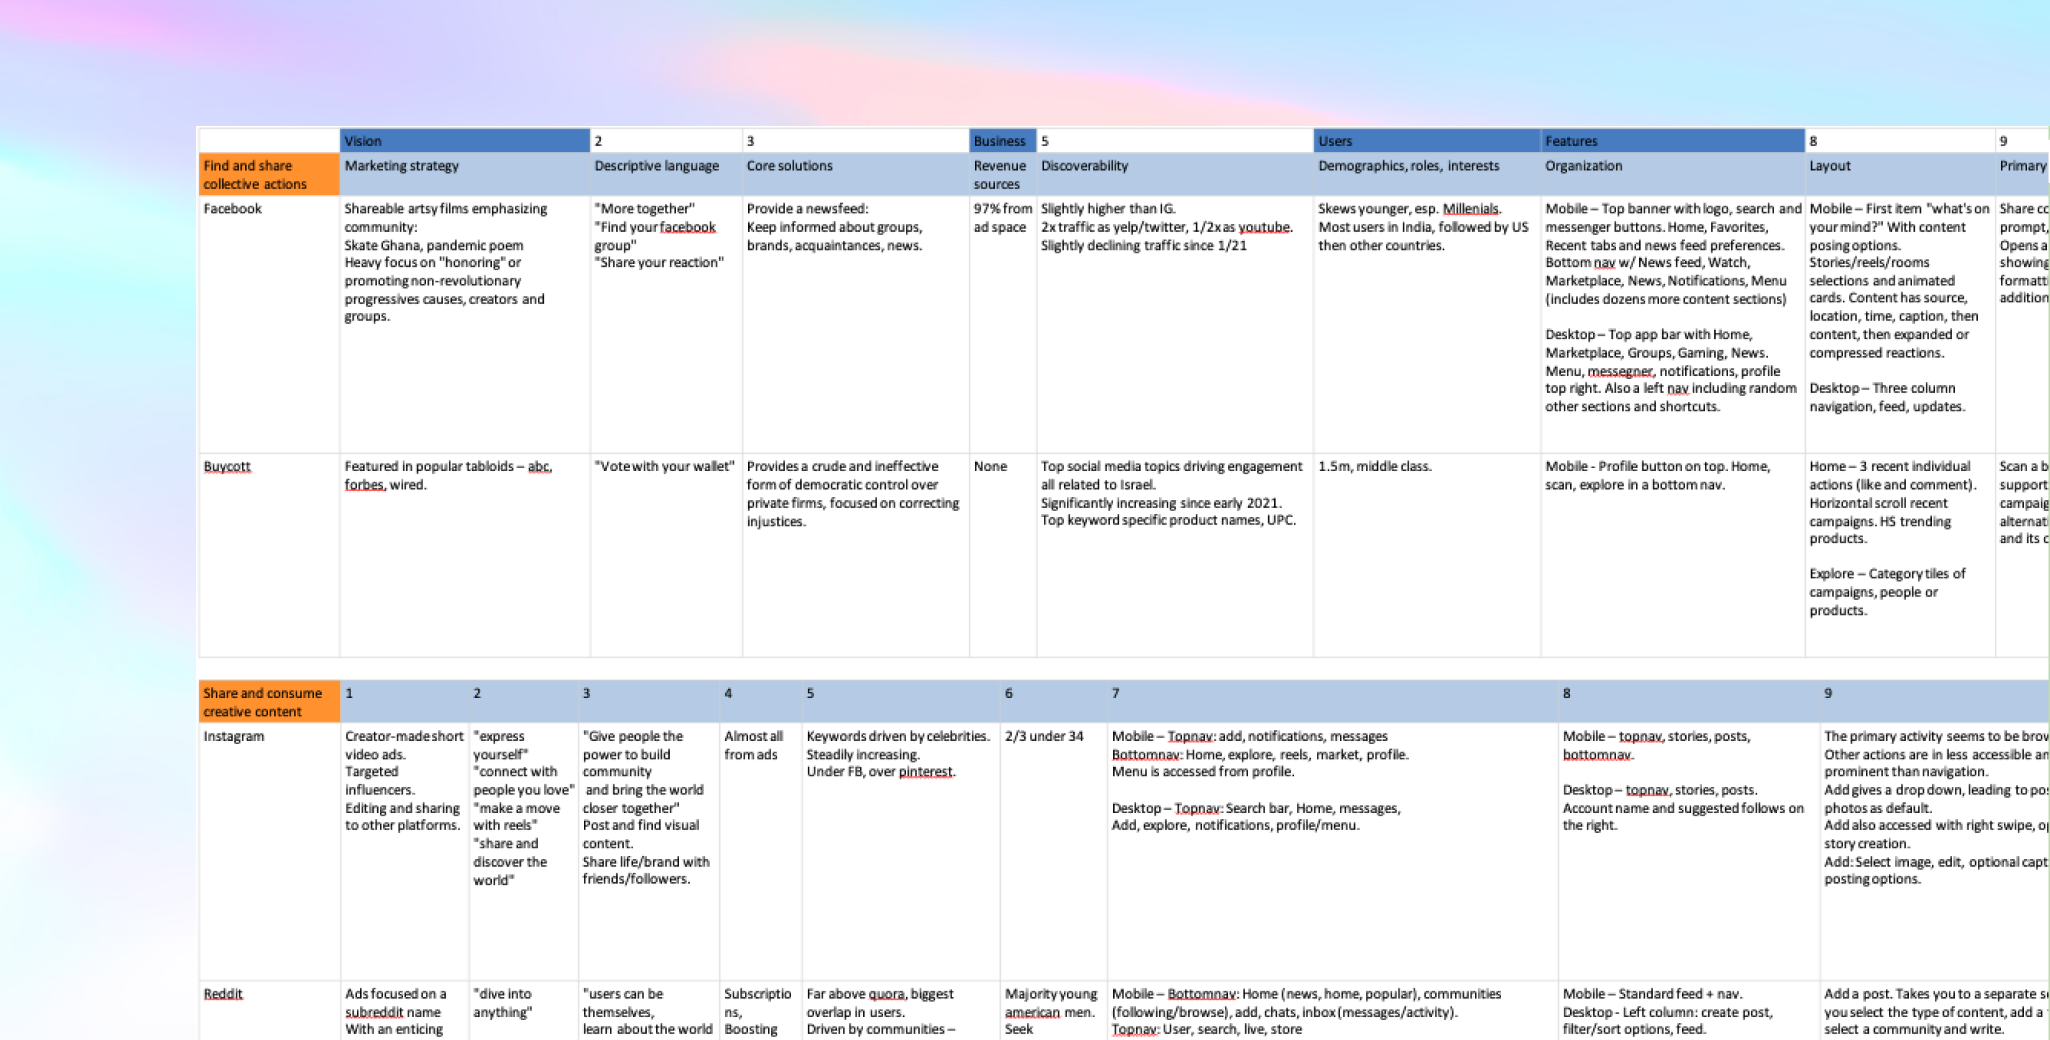 Vision 2 3 Business 5 Users Features 8 9
Find and share
collective actions
Marketing strategy
Descriptive language
Core solutions
Revenue
sources
Discoverability
Demographics, roles, interests
Organization
Layout
Primary
Facebook
Shareable artsy films emphasizing
community:
Skate Ghana, pandemic poem
Heavy focus on "honoring" or
promoting non-revolutionary
progressives causes, creators and
groups.
"More together"
"Find your facebook
group"
"Share your reaction"
Provide a newsfeed:
Keep informed about groups,
brands, acquaintances, news.
97% from
ad space
Slightly higher than IG.
2x traffic as yelp/twitter, 1/2x as youtube.
Slightly declining traffic since 1/21
Skews younger, esp. Millenials.
Most users in India, followed by US
then other countries.
Mobile – Top banner with logo, search and
messenger buttons. Home, Favorites,
Recent tabs and news feed preferences.
Bottom nav w/ News feed, Watch,
Marketplace, News, Notifications, Menu
(includes dozens more content sections)
Desktop – Top app bar with Home,
Marketplace, Groups, Gaming, News.
Menu, messegner, notifications, profile
top right. Also a left nav including random
other sections and shortcuts.
Mobile – First item "what's on
your mind?" With content
posing options.
Stories/reels/rooms
selections and animated
cards. Content has source,
location, time, caption, then
content, then expanded or
compressed reactions.
Desktop – Three column
navigation, feed, updates.
Share
prompt,
Opens a
showing
addition
Buycott
Featured in popular tabloids – abc,
forbes, wired.
"Vote with your wallet"
Provides a crude and ineffective
form of democratic control over
private firms, focused on correcting
injustices.
None
Top social media topics driving engagement
all related to Israel.
Significantly increasing since early 2021.
Top keyword specific product names, UPC.
1.5m, middle class.
Mobile - Profile button on top. Home,
scan, explore in a bottom nav.
Home – 3 recent individual
actions (like and comment).
Horizontal scroll recent
campaigns. HS trending
products.
Explore – Category tiles of
campaigns, people or
products.
Scan a b
support
campaig
alternat
and its
Share and consume
creative content
1 2 3 4 5 6 7 8 9
Instagram
Creator-made short
video ads.
Targeted
influencers.
Editing and sharing
to other platforms.
"express
yourself"
"connect with
people you love"
"make a move
with reels"
"share and
discover the
world"
"Give people the
power to build
community
and bring the world
closer together"
Post and find visual
content.
Share life/brand with
friends/followers.
Almost all
from ads
Keywords driven by celebrities.
Steadily increasing.
Under FB, over pinterest.
2/3 under 34
Mobile – Topnav: add, notifications, messages
Bottomnav: Home, explore, reels, market, profile.
Menu is accessed from profile.
Desktop – Topnav: Search bar, Home, messages,
Add, explore, notifications, profile/menu.
Mobile – topnav, stories, posts,
bottomnav.
Desktop – topnav, stories, posts.
Account name and suggested follows on
the right.
The primary activity seems to be
Other actions are in less accessible
prominent than navigation.
Add gives a drop down, leading to
photos as default.
Add also accessed with right swipe,
story creation.
Add: Select image, edit, optional
posting options.
Reddit
Ads focused on a
subreddit name
With an enticing
"dive into
anything"
"users can be
themselves,
learn about the world
Subscriptio
ns,
Boosting
Far above quora, biggest
overlap in users.
Driven by communities –
Majority young
american men.
Seek
Mobile – Bottomnav: Home (news, home, popular), communities
(following/browse), add, chats, inbox (messages/activity).
Topnav: User, search, live, store
Mobile – Standard feed + nav.
Desktop - Left column: create post,
filter/sort options, feed.
Add a post. Takes you to a separate
you select the type of content, add a
select a community and write.